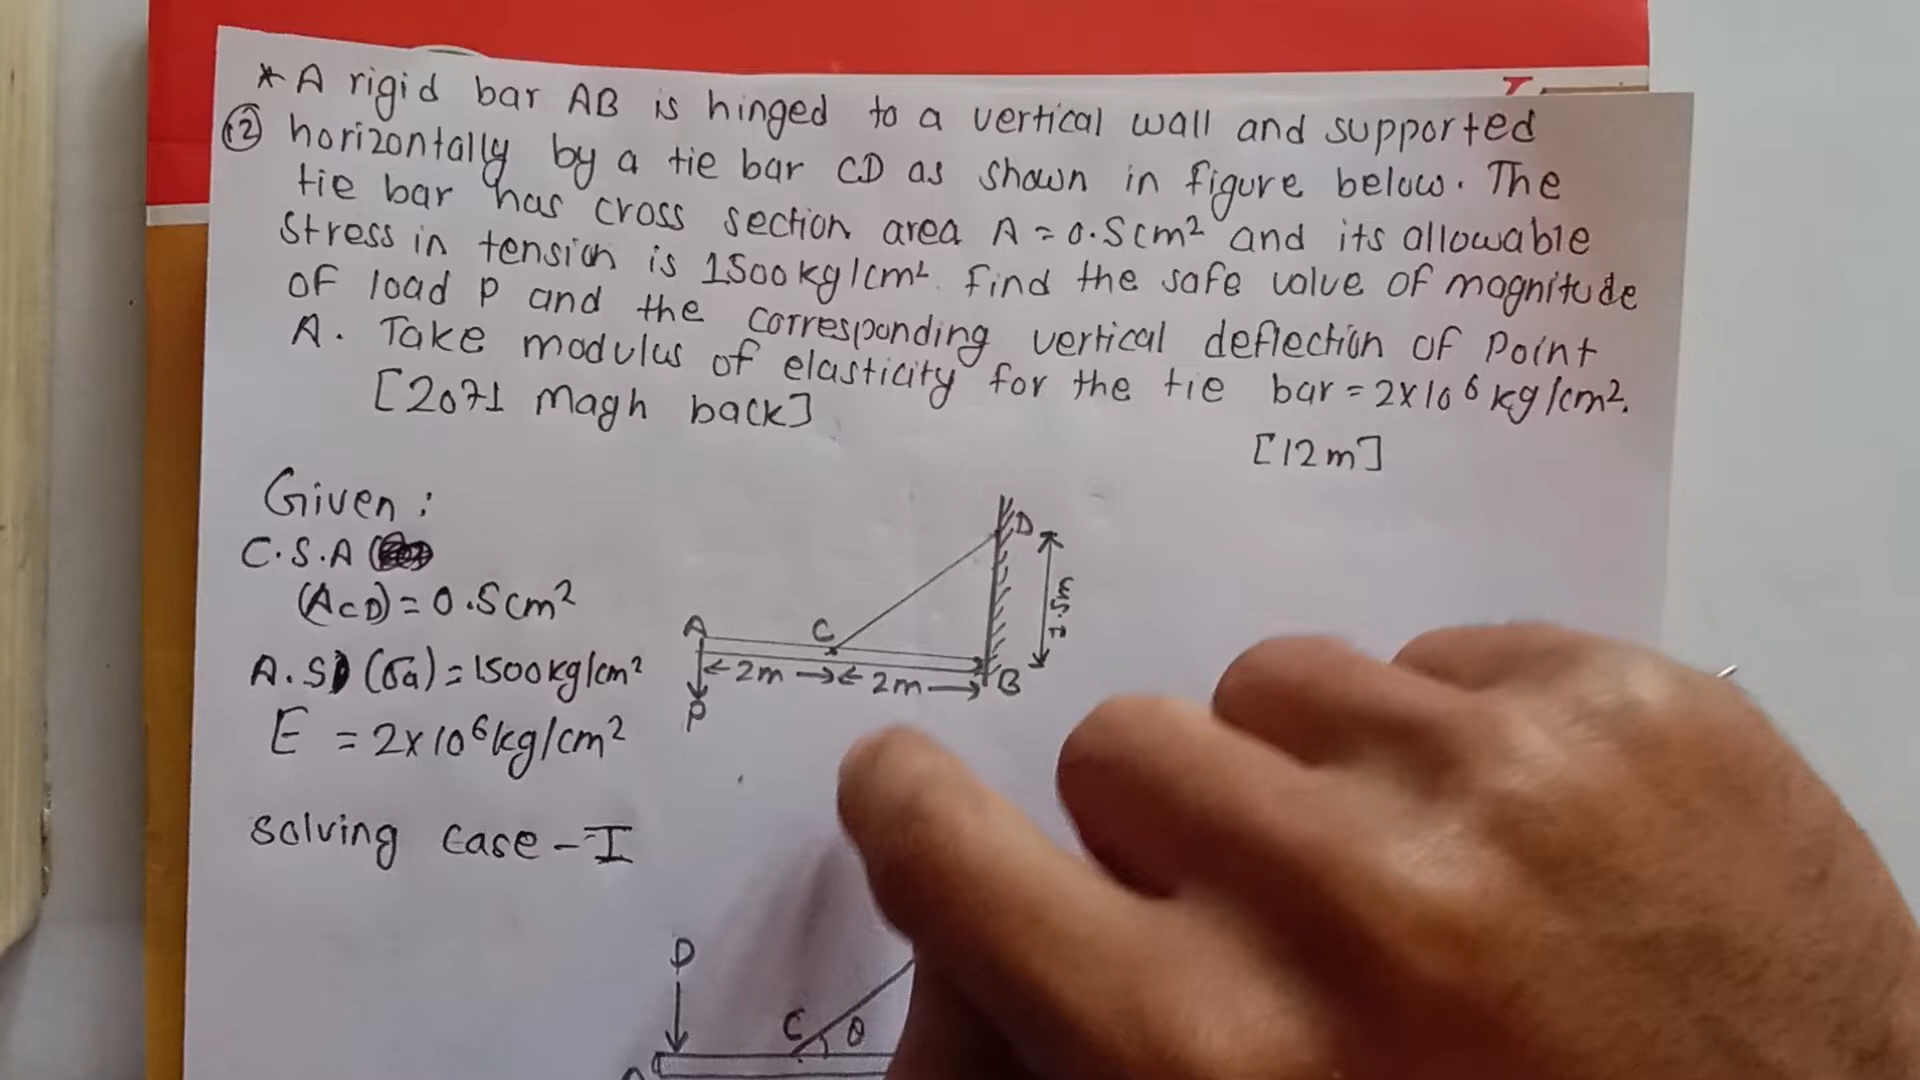 * A rigid bar AB is hinged to a vertical wall and supported
(12) horizontally by a tie bar CD as shown in figure below. The
tie bar has cross section area A = 0.5cm² and its allowable
stress in tension is 1500kg/cm². Find the safe value of magnitude
of load P and the corresponding vertical deflection of Point
A. Take modulus of elasticity for the tie bar = 2×10⁶ kg/cm².
[2071 Magh back]
[12m]
Given:
C.S.A
(ACD) = 0.5cm²
A.S (σa) = 1500kg/cm²
E = 2×10⁶kg/cm²
D
1.5m
A C
←2m→←2m→ B
P
solving case-I
P
C θ